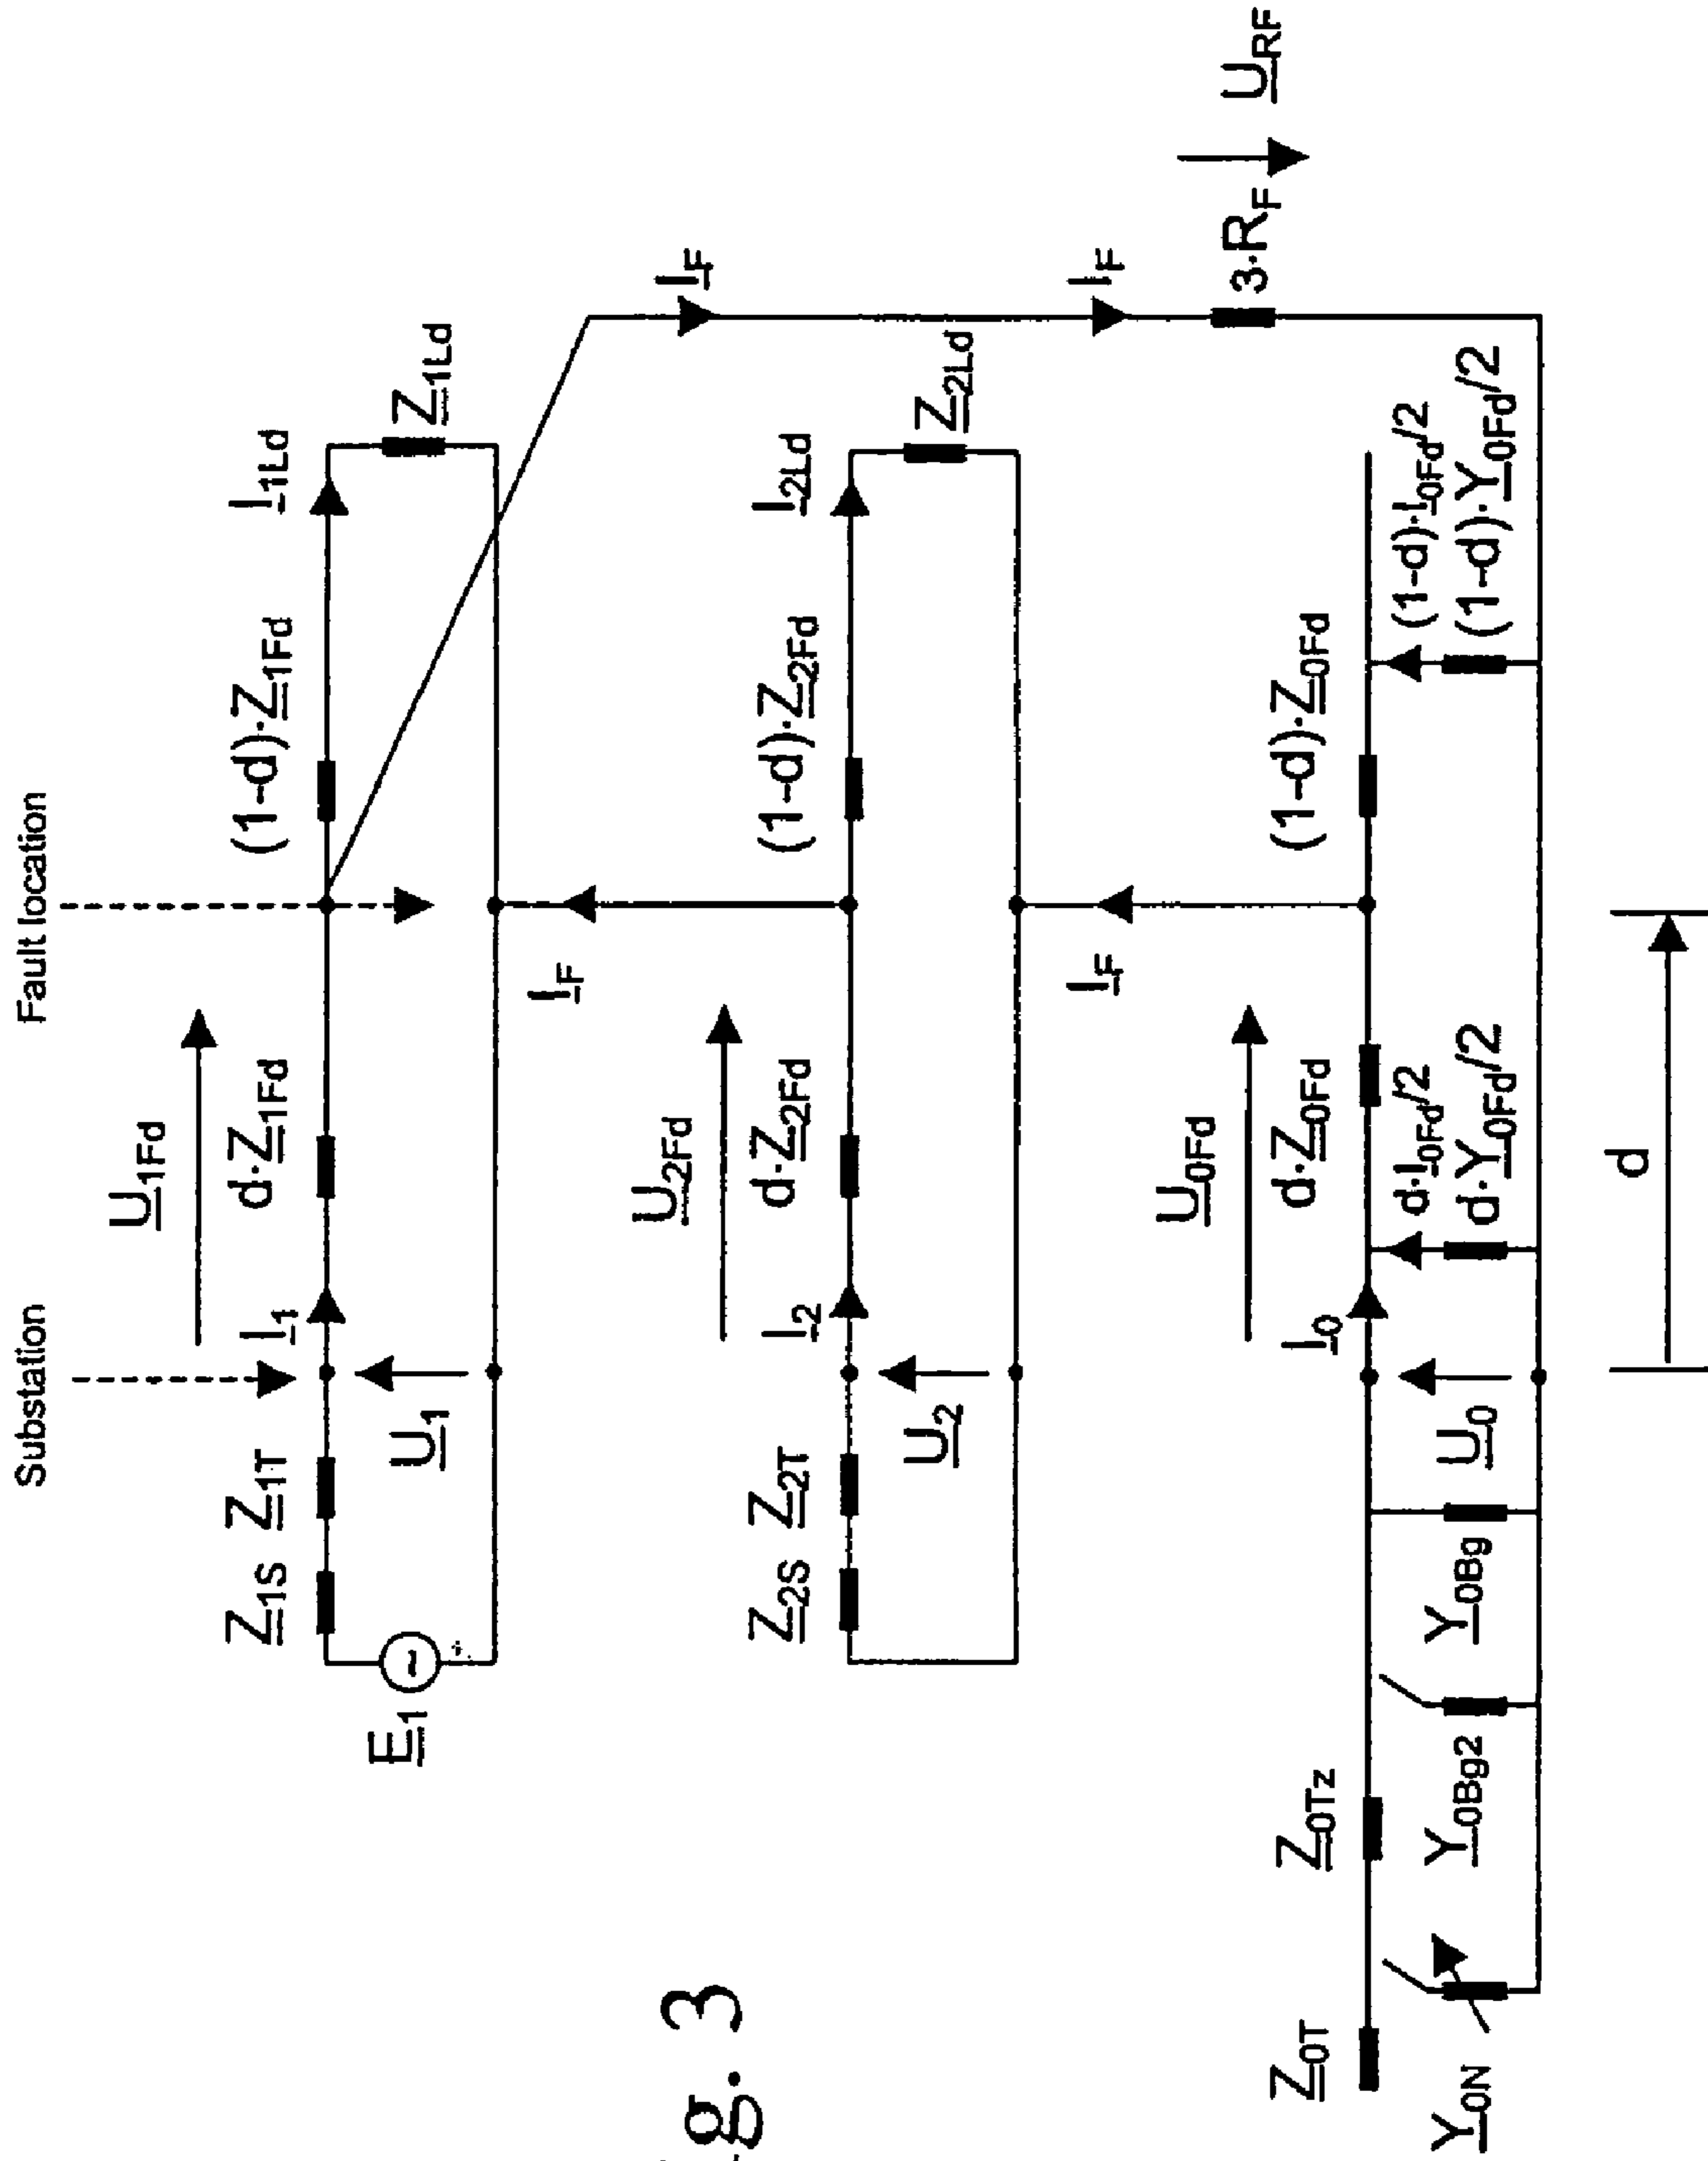 Substation
Fault location
U1Fd
Z1S Z1T
I1
d·Z1Fd
(1-d)·Z1Fd
I1Ld
E1
U1
Z1Ld
IF
IF
U2Fd
Z2S Z2T
I2
d·Z2Fd
(1-d)·Z2Fd
I2Ld
U2
Z2Ld
IF
IF
U0Fd
3·RF
URF
Z0T
Z0Tz
I0
d·Z0Fd
(1-d)·Z0Fd
Y0N
Y0Bg2
Y0Bg
U0
d·I0Fd/2
d·Y0Fd/2
(1-d)·I0Fd/2
(1-d)·Y0Fd/2
d
g. 3